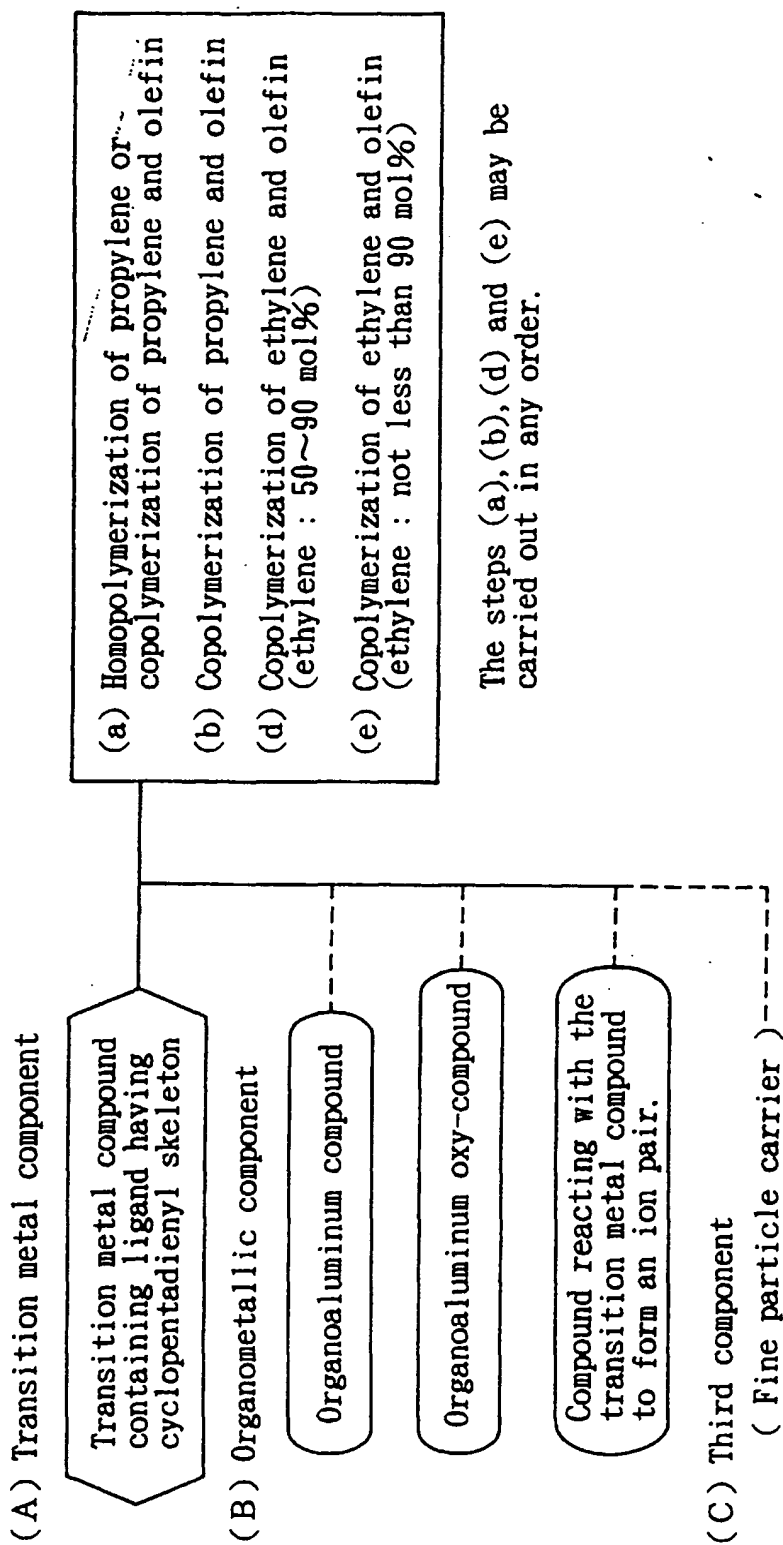 (A) Transition metal component
Transition metal compound
containing ligand having
cyclopentadienyl skeleton
(B) Organometallic component
Organoaluminum compound
Organoaluminum oxy-compound
Compound reacting with the
transition metal compound
to form an ion pair.
(C) Third component
( Fine particle carrier )
(a) Homopolymerization of propylene or
copolymerization of propylene and olefin
(b) Copolymerization of propylene and olefin
(d) Copolymerization of ethylene and olefin
(ethylene : 50~90 mol%)
(e) Copolymerization of ethylene and olefin
(ethylene : not less than 90 mol%)
The steps (a), (b), (d) and (e) may be
carried out in any order.